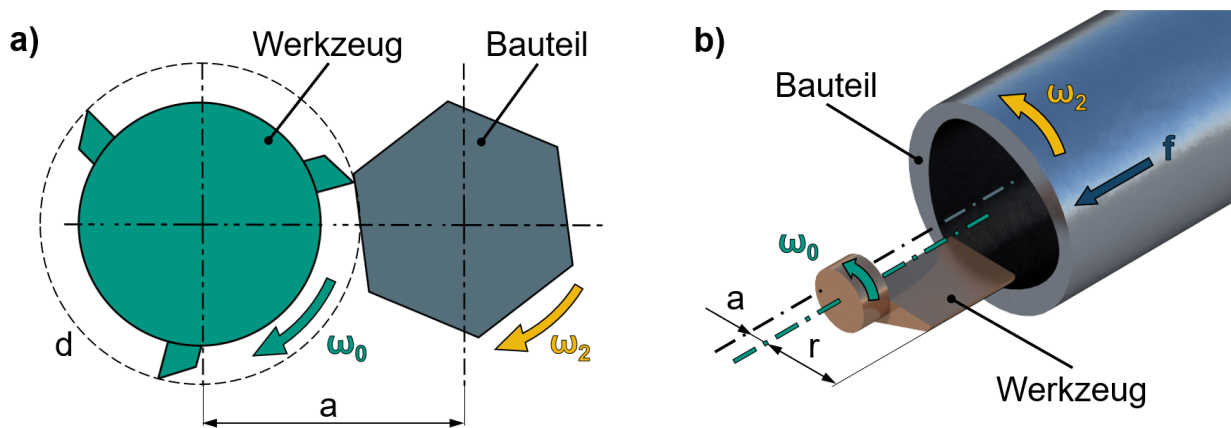 a)
Werkzeug
Bauteil
d
ω₀
ω₂
a
b)
Bauteil
ω₂
f
ω₀
a
r
Werkzeug